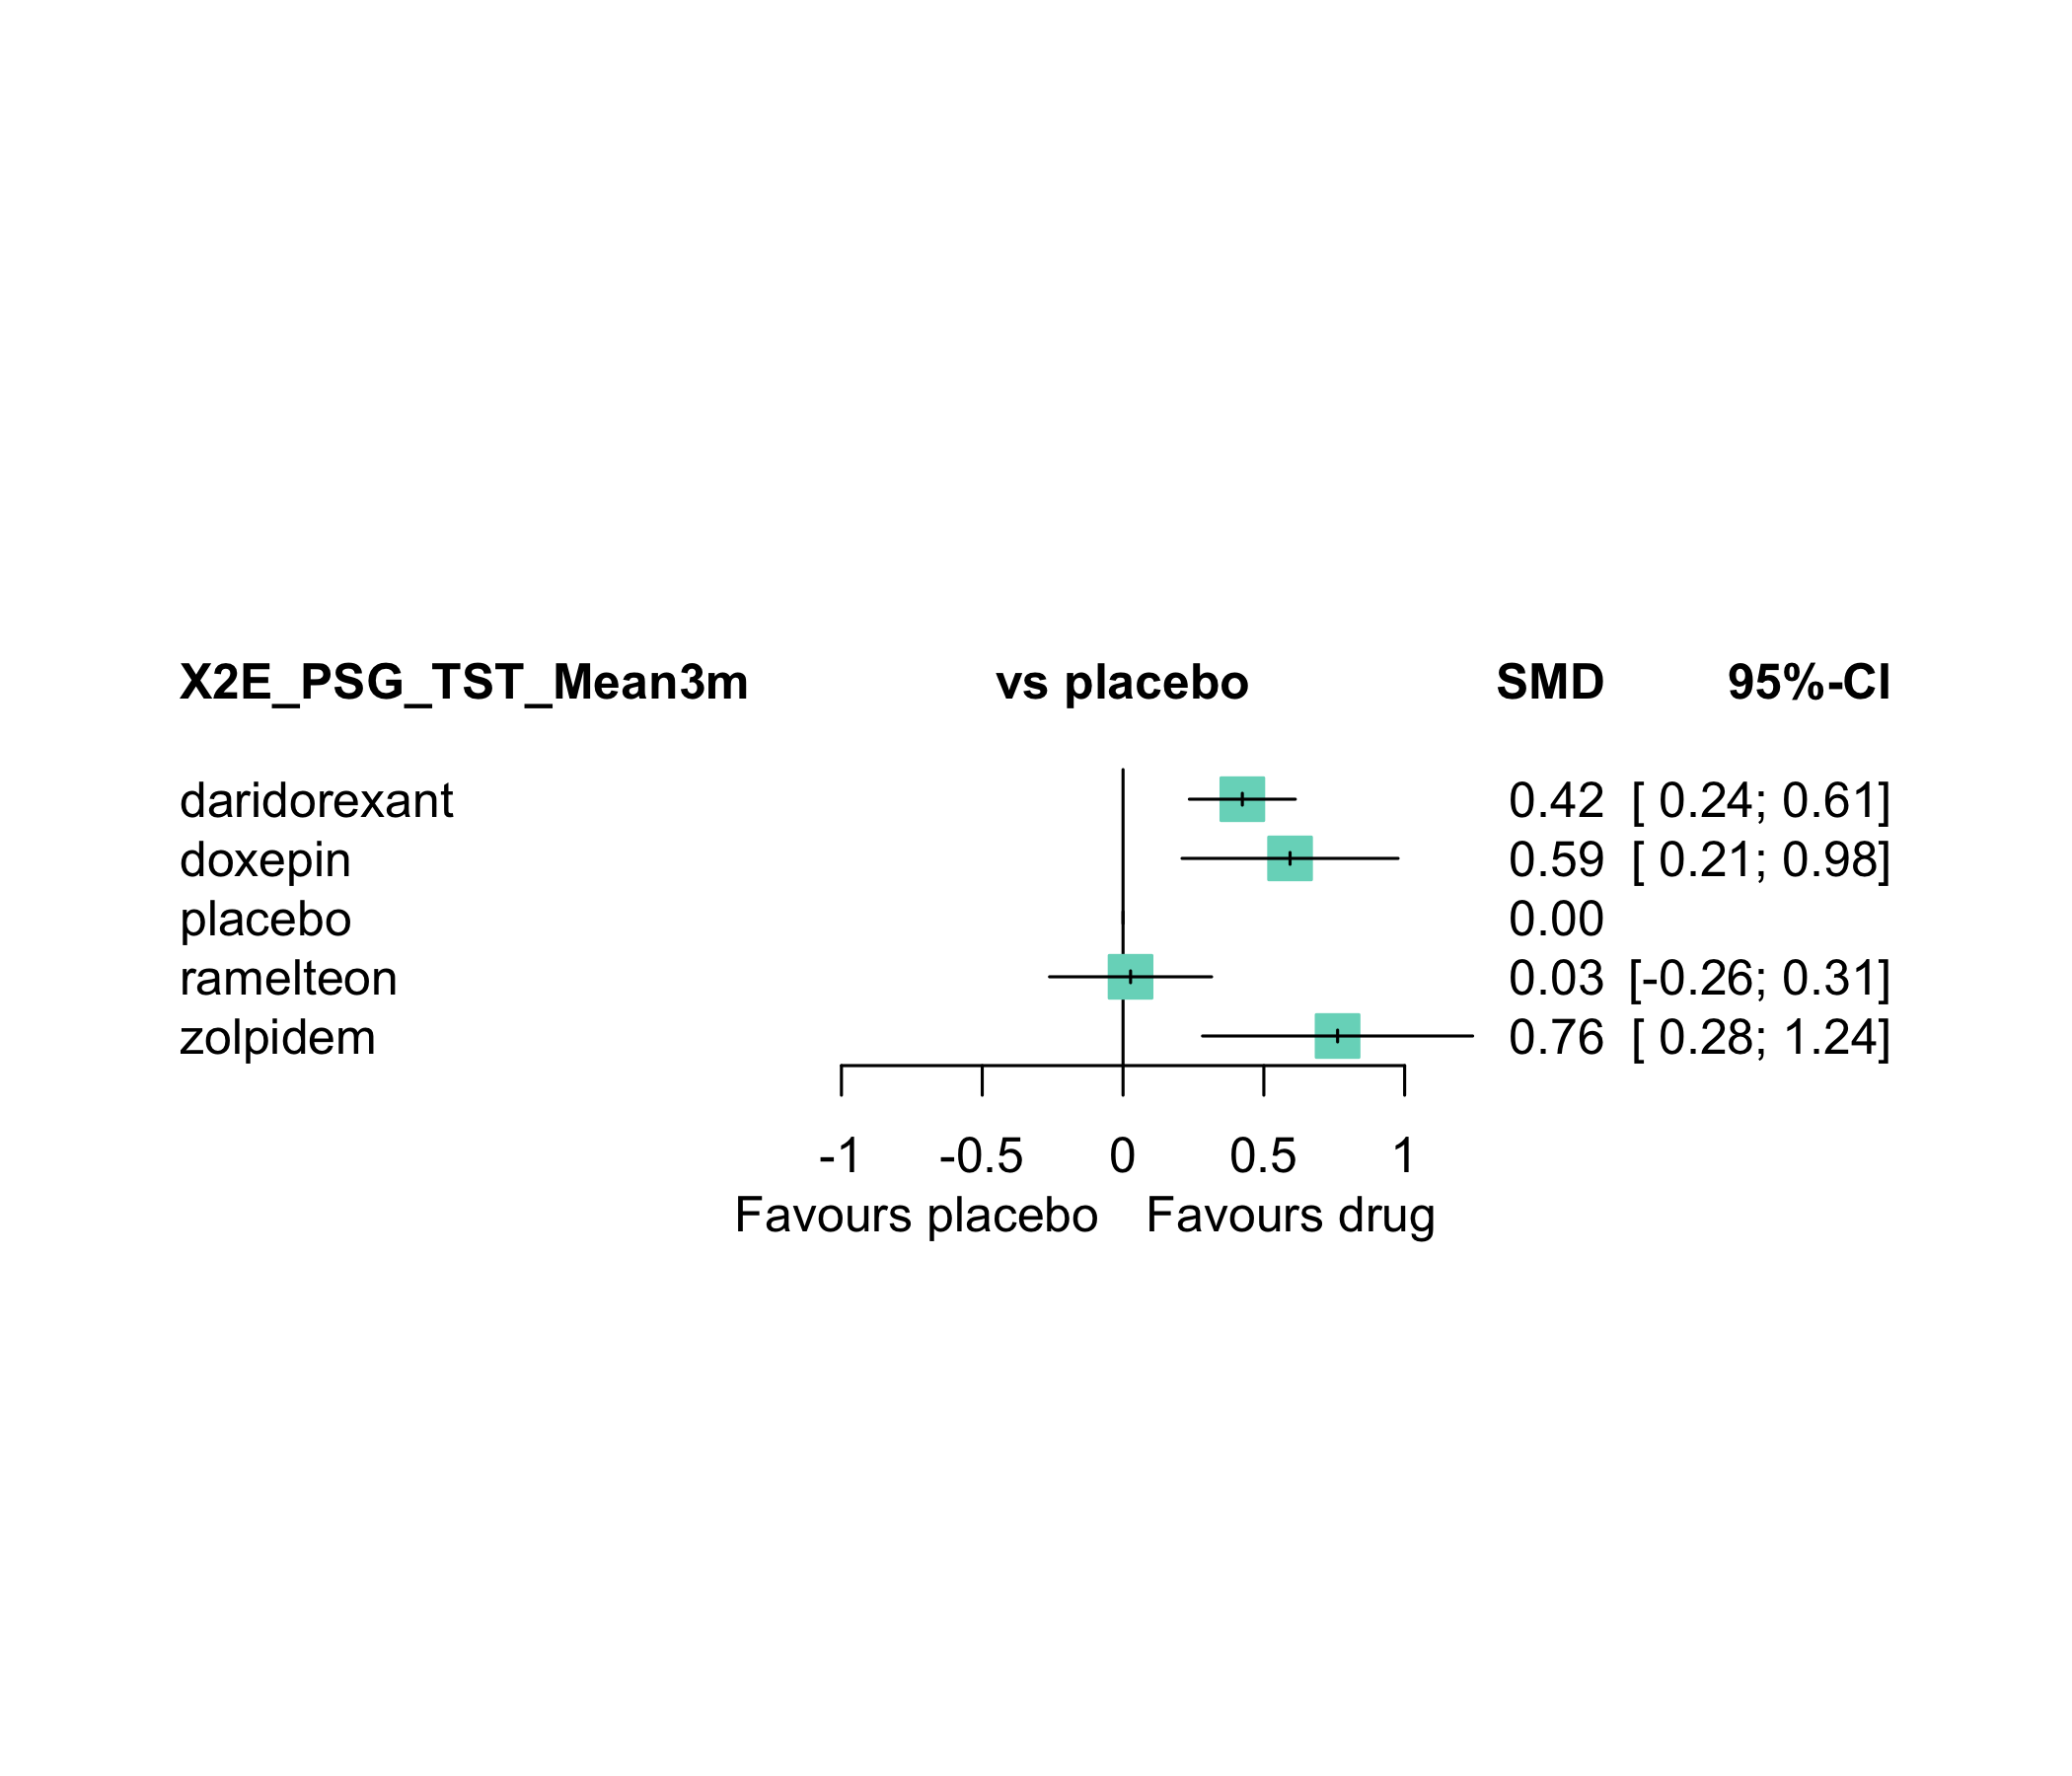 X2E_PSG_TST_Mean3m vs placebo SMD 95%-CI
daridorexant 0.42 [ 0.24; 0.61]
doxepin 0.59 [ 0.21; 0.98]
placebo 0.00
ramelteon 0.03 [-0.26; 0.31]
zolpidem 0.76 [ 0.28; 1.24]
-1 -0.5 0 0.5 1
Favours placebo Favours drug